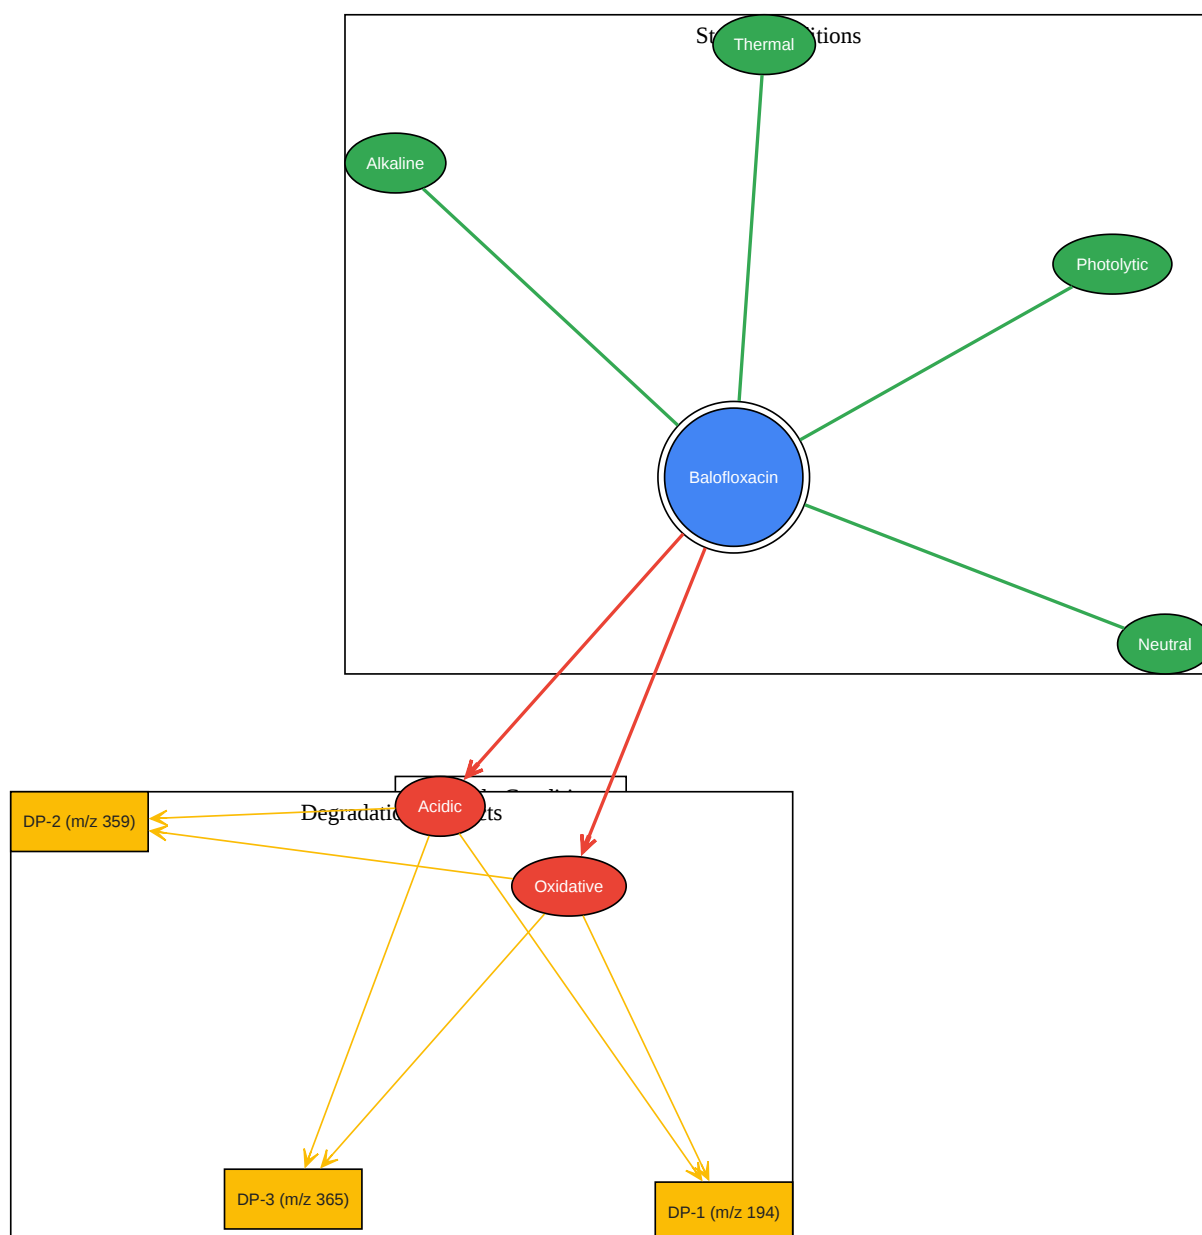 Thermal
Alkaline
Photolytic
Balofloxacin
Neutral
Acidic
DP-2 (m/z 359)
Oxidative
DP-3 (m/z 365)
DP-1 (m/z 194)